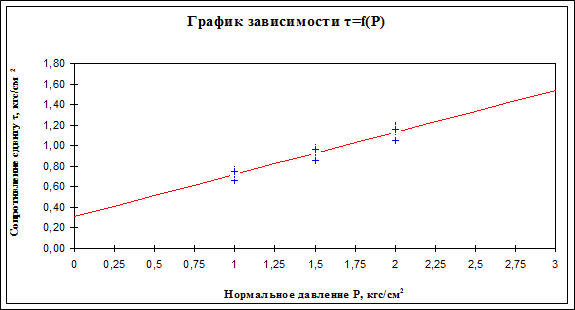 График зависимости τ=f(P)
Сопротивление сдвигу τ, кгс/см ²
1,80
1,60
1,40
1,20
1,00
0,80
0,60
0,40
0,20
0,00
0 0,25 0,5 0,75 1 1,25 1,5 1,75 2 2,25 2,5 2,75 3
Нормальное давление P, кгс/см²